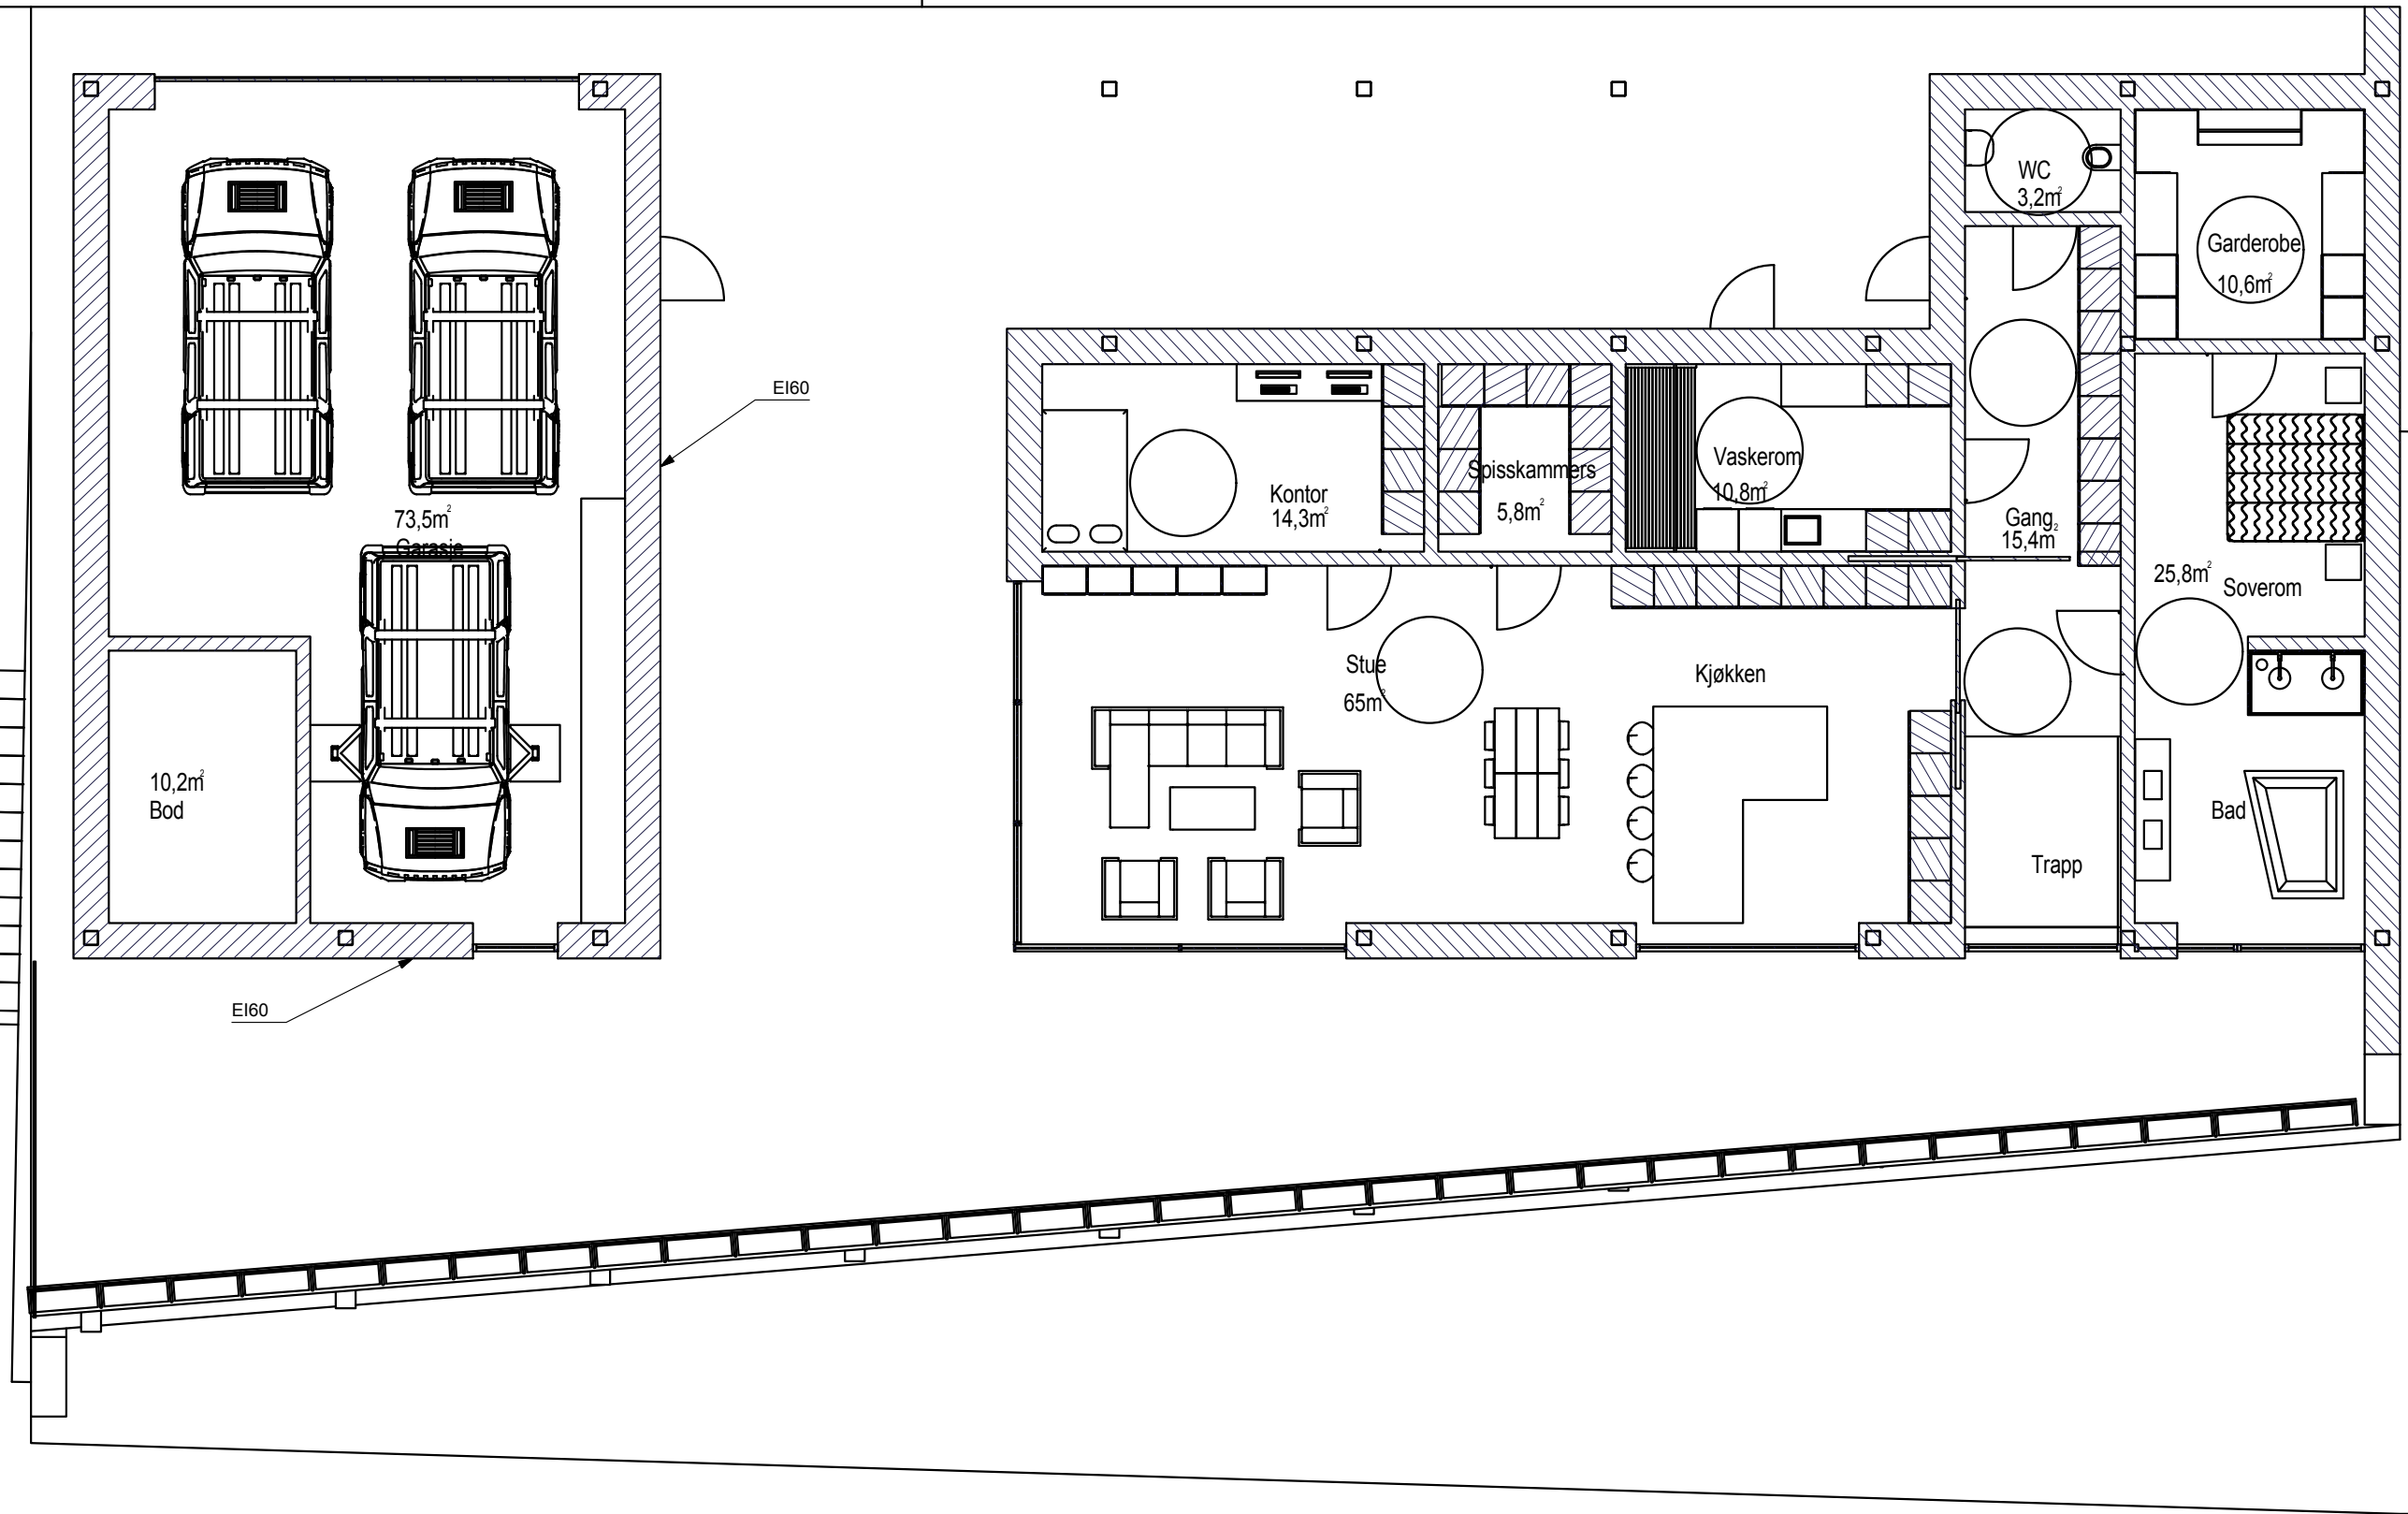 WC
3,2m²
Garderobe
10,6m²
EI60
Vaskerom
10,8m²
Spisskammers
5,8m²
Kontor
14,3m²
73,5m²
Garasje
Gang
15,4m²
25,8m²
Soverom
Stue
65m²
Kjøkken
10,2m²
Bod
Bad
Trapp
EI60